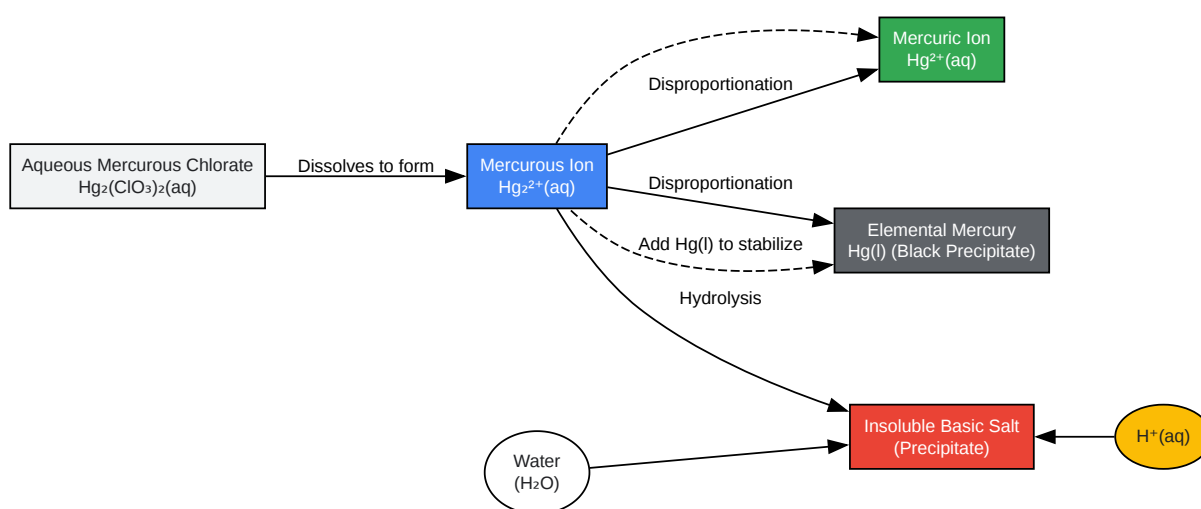 Mercuric Ion
Hg²⁺(aq)
Disproportionation
Aqueous Mercurous Chlorate
Hg₂(ClO₃)₂(aq)
Dissolves to form
Mercurous Ion
Hg₂²⁺(aq)
Disproportionation
Elemental Mercury
Hg(l) (Black Precipitate)
Add Hg(l) to stabilize
Hydrolysis
Insoluble Basic Salt
(Precipitate)
H⁺(aq)
Water
(H₂O)